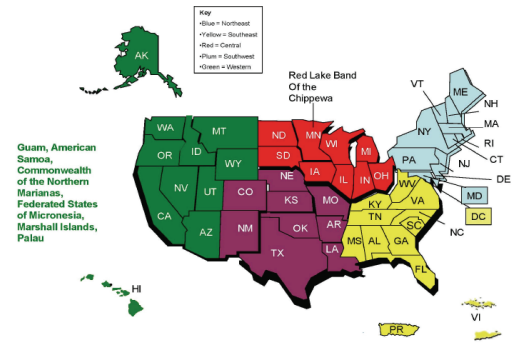 Key
•Blue = Northeast
•Yellow = Southeast
•Red = Central
•Plum = Southwest
•Green = Western
AK
Red Lake Band
Of the
Chippewa
VT
ME
NH
MA
RI
CT
NJ
DE
MD
DC
NC
WA
MT
ND
MN
WI
MI
NY
OR
ID
SD
WY
IA
PA
NV
UT
CO
NE
IL
IN
OH
WV
VA
KS
MO
KY
CA
TN
AZ
NM
OK
AR
SC
MS
AL
GA
TX
LA
FL
Guam, American
Samoa,
Commonwealth
of the Northern
Marianas,
Federated States
of Micronesia,
Marshall Islands,
Palau
HI
PR
VI